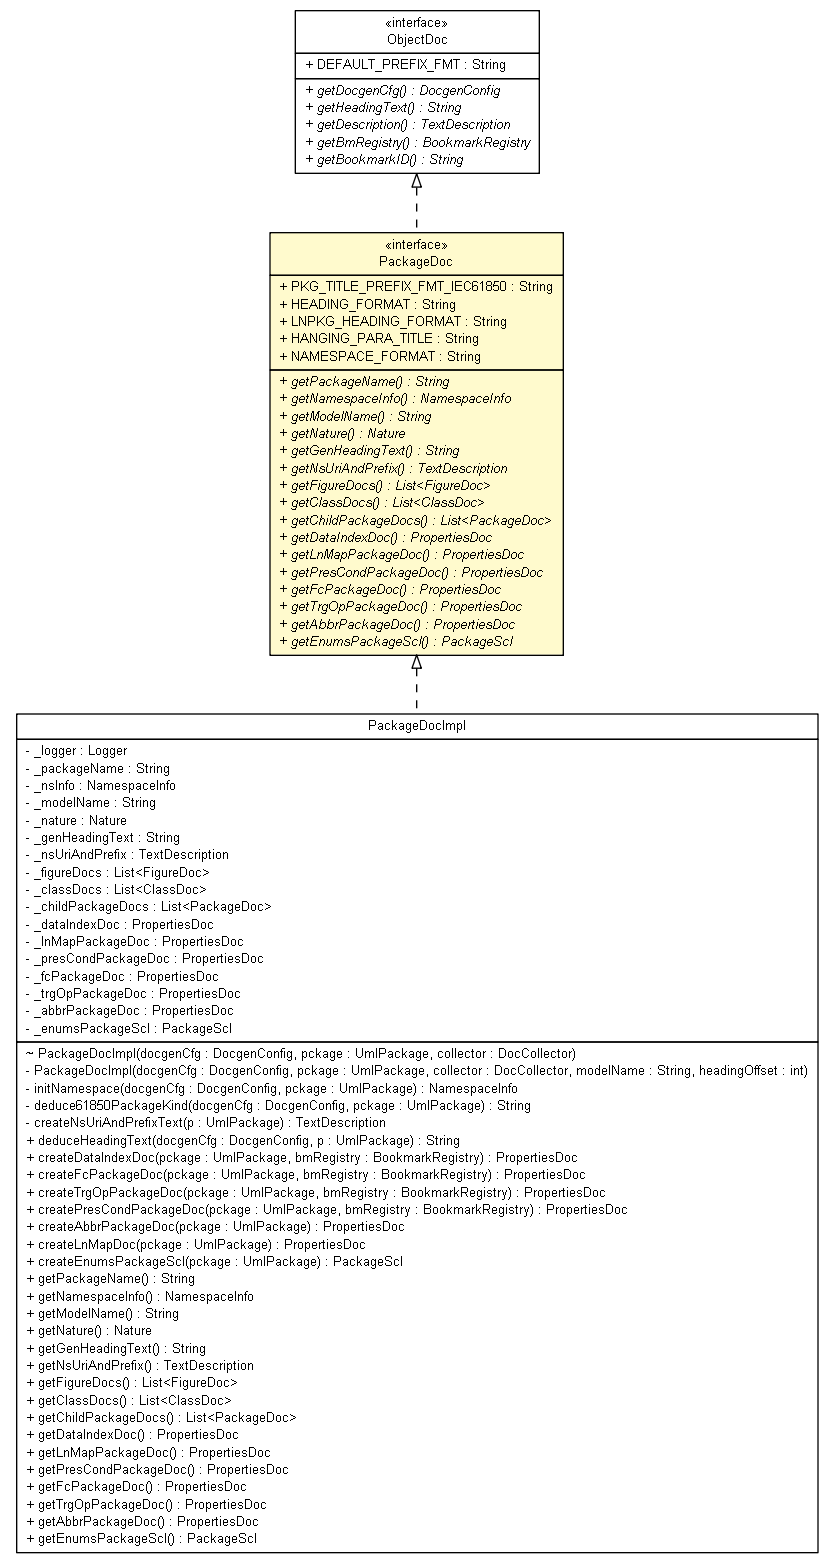 «interface»
ObjectDoc
+ DEFAULT_PREFIX_FMT : String
+ getDocgenCfg() : DocgenConfig
+ getHeadingText() : String
+ getDescription() : TextDescription
+ getBmRegistry() : BookmarkRegistry
+ getBookmarkID() : String
«interface»
PackageDoc
+ PKG_TITLE_PREFIX_FMT_IEC61850 : String
+ HEADING_FORMAT : String
+ LNPKG_HEADING_FORMAT : String
+ HANGING_PARA_TITLE : String
+ NAMESPACE_FORMAT : String
+ getPackageName() : String
+ getNamespaceInfo() : NamespaceInfo
+ getModelName() : String
+ getNature() : Nature
+ getGenHeadingText() : String
+ getNsUriAndPrefix() : TextDescription
+ getFigureDocs() : List<FigureDoc>
+ getClassDocs() : List<ClassDoc>
+ getChildPackageDocs() : List<PackageDoc>
+ getDataIndexDoc() : PropertiesDoc
+ getLnMapPackageDoc() : PropertiesDoc
+ getPresCondPackageDoc() : PropertiesDoc
+ getFcPackageDoc() : PropertiesDoc
+ getTrgOpPackageDoc() : PropertiesDoc
+ getAbbrPackageDoc() : PropertiesDoc
+ getEnumsPackageScl() : PackageScl
PackageDocImpl
- _logger : Logger
- _packageName : String
- _nsInfo : NamespaceInfo
- _modelName : String
- _nature : Nature
- _genHeadingText : String
- _nsUriAndPrefix : TextDescription
- _figureDocs : List<FigureDoc>
- _classDocs : List<ClassDoc>
- _childPackageDocs : List<PackageDoc>
- _dataIndexDoc : PropertiesDoc
- _lnMapPackageDoc : PropertiesDoc
- _presCondPackageDoc : PropertiesDoc
- _fcPackageDoc : PropertiesDoc
- _trgOpPackageDoc : PropertiesDoc
- _abbrPackageDoc : PropertiesDoc
- _enumsPackageScl : PackageScl
~ PackageDocImpl(docgenCfg : DocgenConfig, pckage : UmlPackage, collector : DocCollector)
- PackageDocImpl(docgenCfg : DocgenConfig, pckage : UmlPackage, collector : DocCollector, modelName : String, headingOffset : int)
- initNamespace(docgenCfg : DocgenConfig, pckage : UmlPackage) : NamespaceInfo
- deduce61850PackageKind(docgenCfg : DocgenConfig, pckage : UmlPackage) : String
- createNsUriAndPrefixText(p : UmlPackage) : TextDescription
+ deduceHeadingText(docgenCfg : DocgenConfig, p : UmlPackage) : String
+ createDataIndexDoc(pckage : UmlPackage, bmRegistry : BookmarkRegistry) : PropertiesDoc
+ createFcPackageDoc(pckage : UmlPackage, bmRegistry : BookmarkRegistry) : PropertiesDoc
+ createTrgOpPackageDoc(pckage : UmlPackage, bmRegistry : BookmarkRegistry) : PropertiesDoc
+ createPresCondPackageDoc(pckage : UmlPackage, bmRegistry : BookmarkRegistry) : PropertiesDoc
+ createAbbrPackageDoc(pckage : UmlPackage) : PropertiesDoc
+ createLnMapDoc(pckage : UmlPackage) : PropertiesDoc
+ createEnumsPackageScl(pckage : UmlPackage) : PackageScl
+ getPackageName() : String
+ getNamespaceInfo() : NamespaceInfo
+ getModelName() : String
+ getNature() : Nature
+ getGenHeadingText() : String
+ getNsUriAndPrefix() : TextDescription
+ getFigureDocs() : List<FigureDoc>
+ getClassDocs() : List<ClassDoc>
+ getChildPackageDocs() : List<PackageDoc>
+ getDataIndexDoc() : PropertiesDoc
+ getLnMapPackageDoc() : PropertiesDoc
+ getPresCondPackageDoc() : PropertiesDoc
+ getFcPackageDoc() : PropertiesDoc
+ getTrgOpPackageDoc() : PropertiesDoc
+ getAbbrPackageDoc() : PropertiesDoc
+ getEnumsPackageScl() : PackageScl